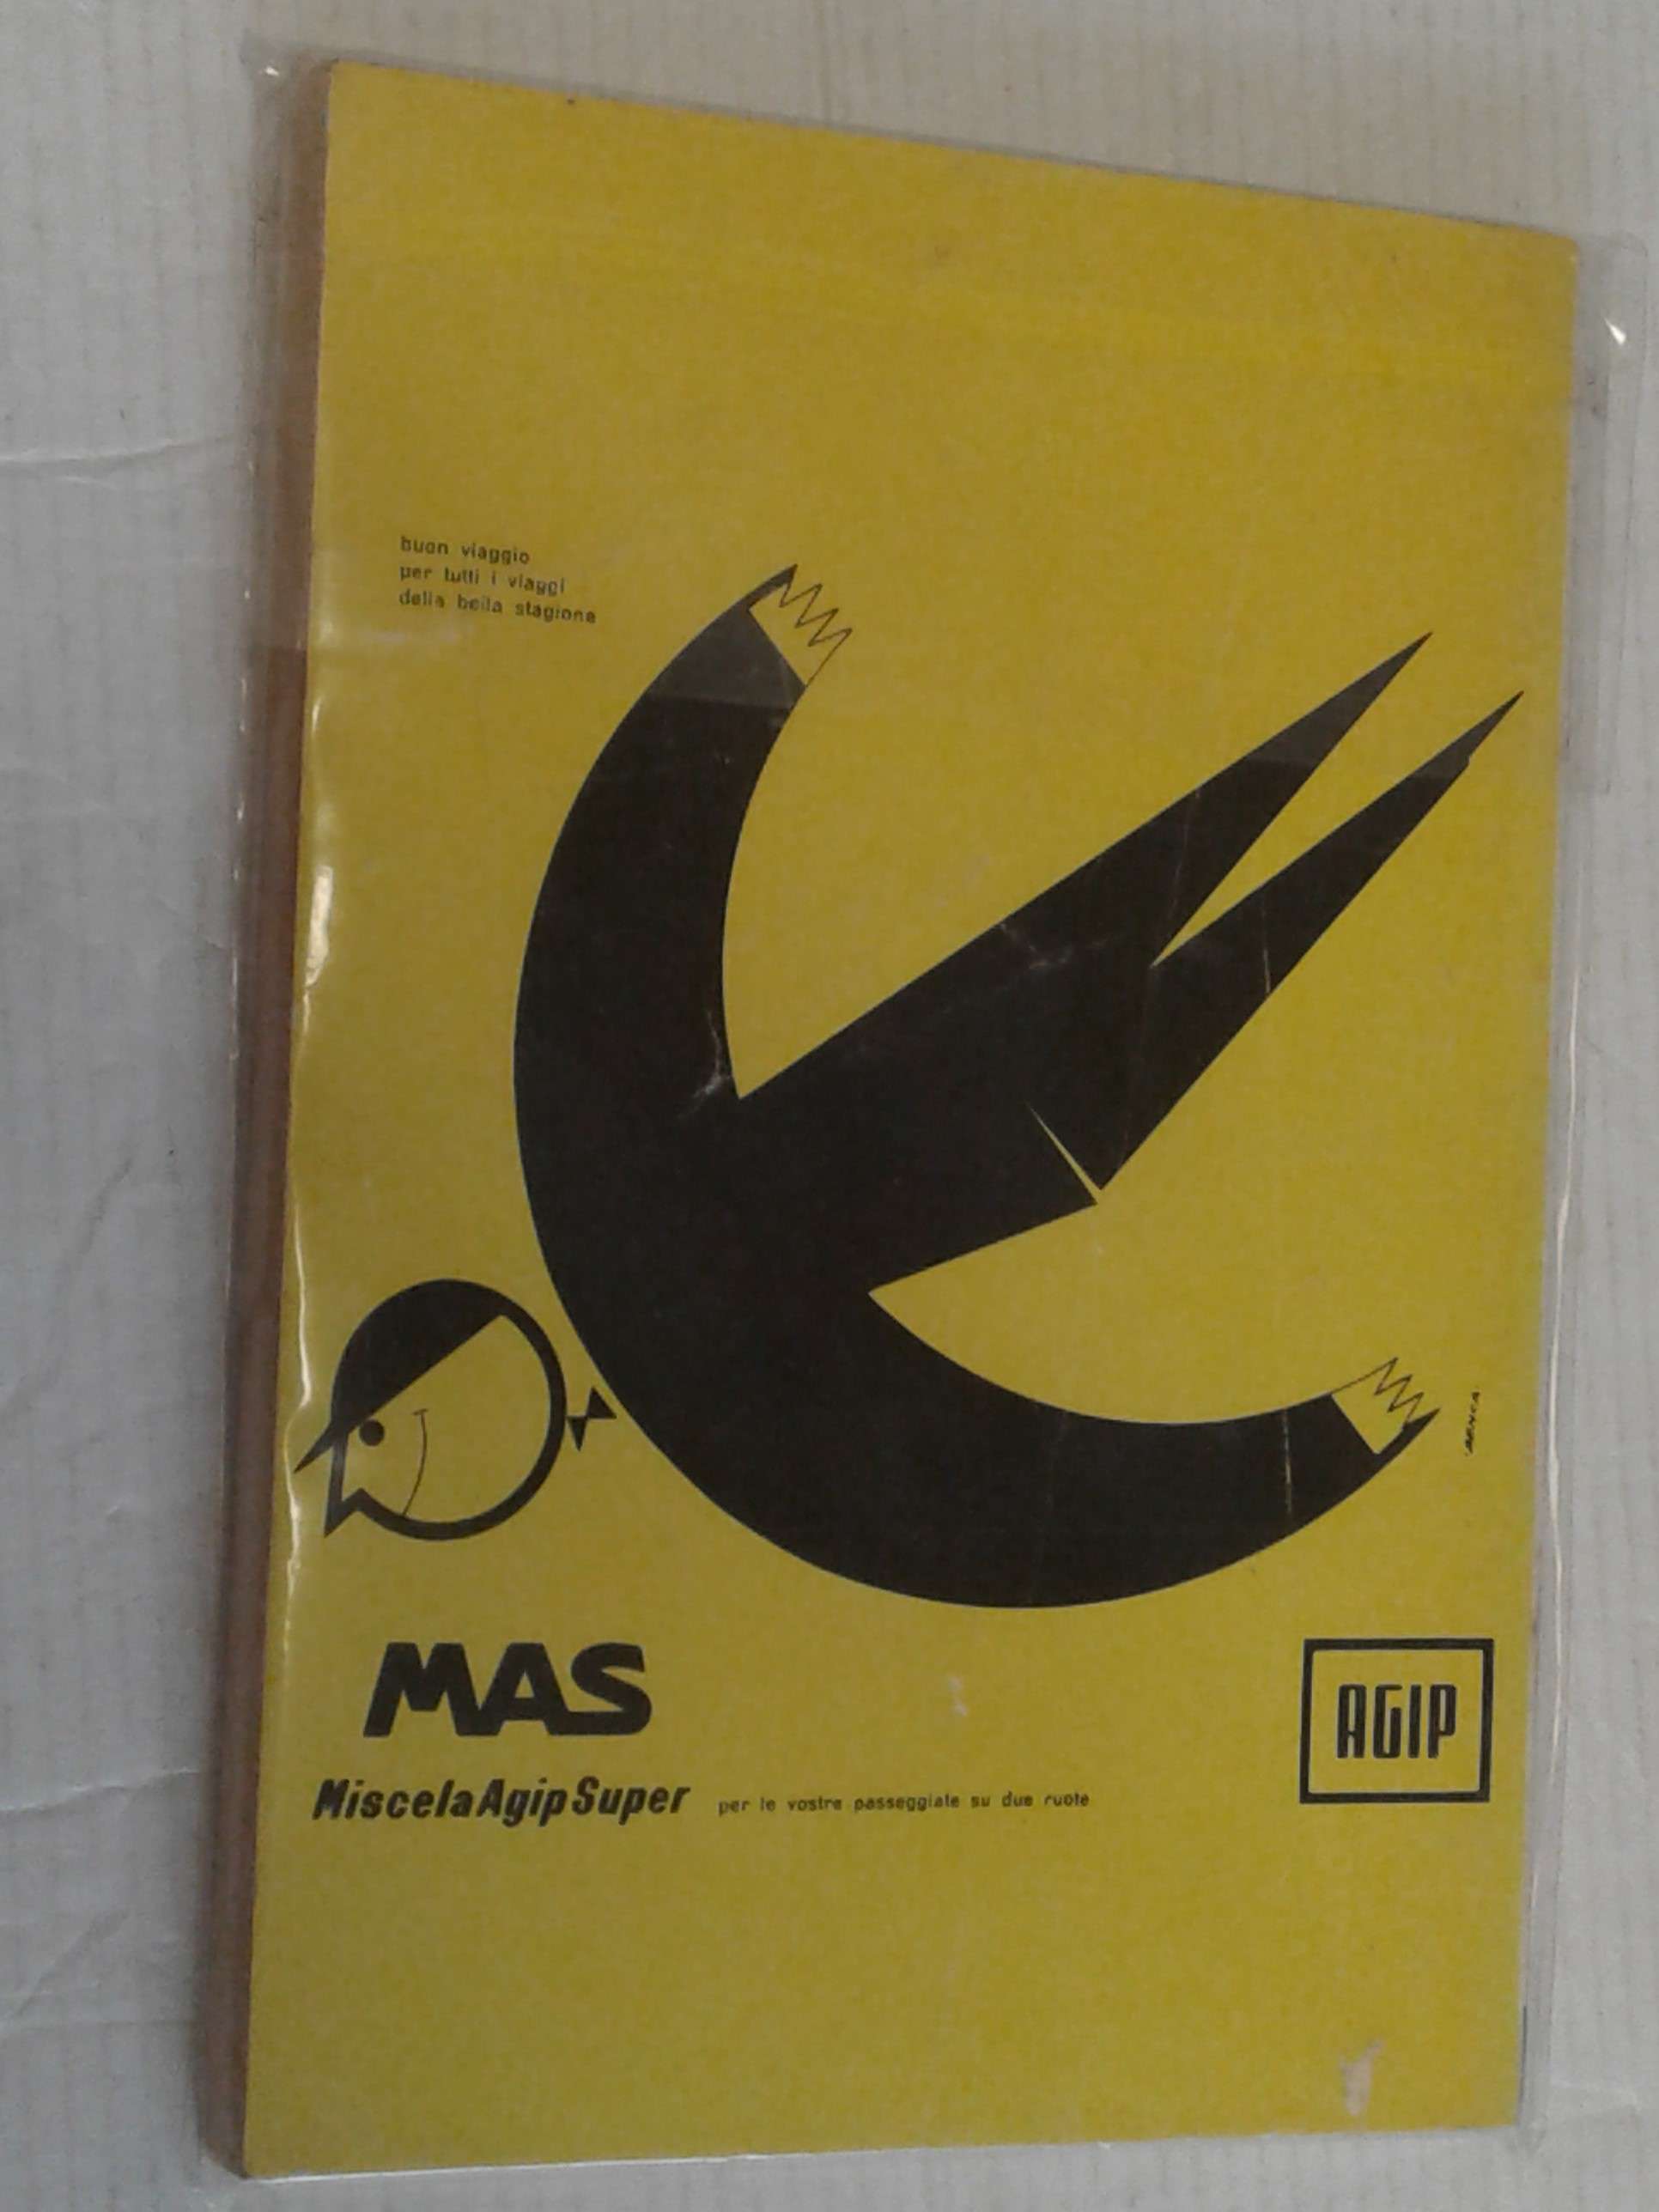 buon viaggio
per tutti i viaggi
della bella stagione
MAS
AGIP
MiscelaAgipSuper per le vostre passeggiate su due ruote